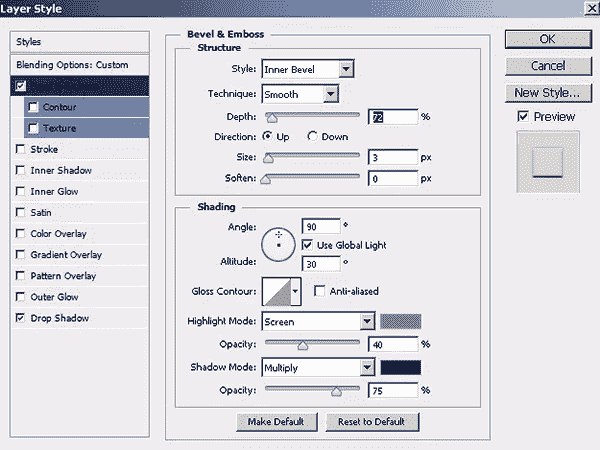 Layer Style
Styles
Blending Options: Custom
Contour
Texture
Stroke
Inner Shadow
Inner Glow
Satin
Color Overlay
Gradient Overlay
Pattern Overlay
Outer Glow
Drop Shadow
Bevel & Emboss
Structure
Style: Inner Bevel
Technique: Smooth
Depth: 72 %
Direction: Up Down
Size: 3 px
Soften: 0 px
Shading
Angle: 90 °
Use Global Light
Altitude: 30 °
Gloss Contour: Anti-aliased
Highlight Mode: Screen
Opacity: 40 %
Shadow Mode: Multiply
Opacity: 75 %
Make Default Reset to Default
OK
Cancel
New Style...
Preview